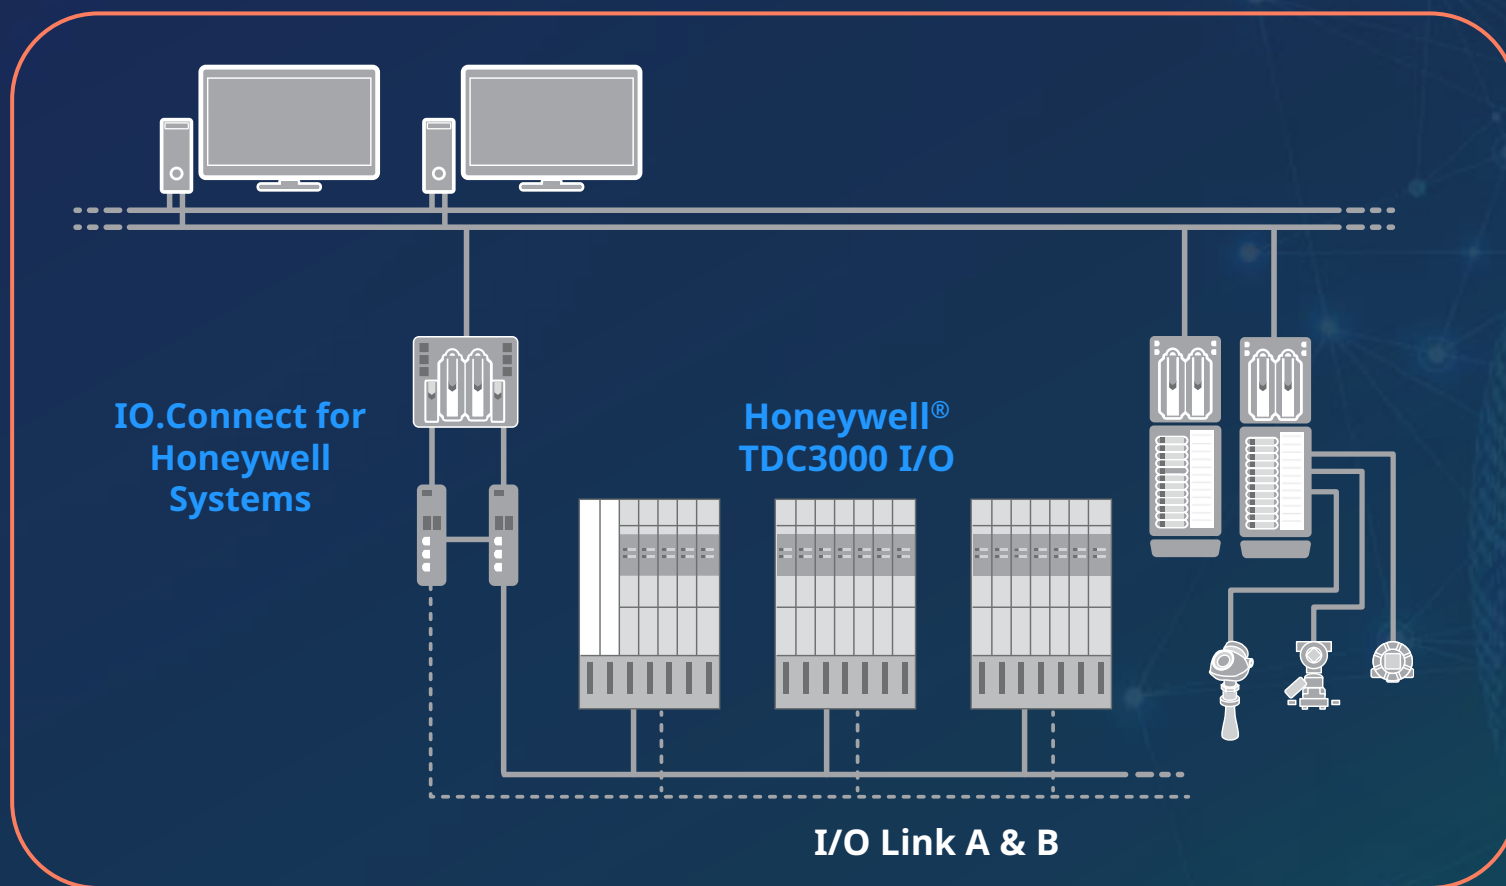 IO.Connect for
Honeywell
Systems
Honeywell®
TDC3000 I/O
I/O Link A & B